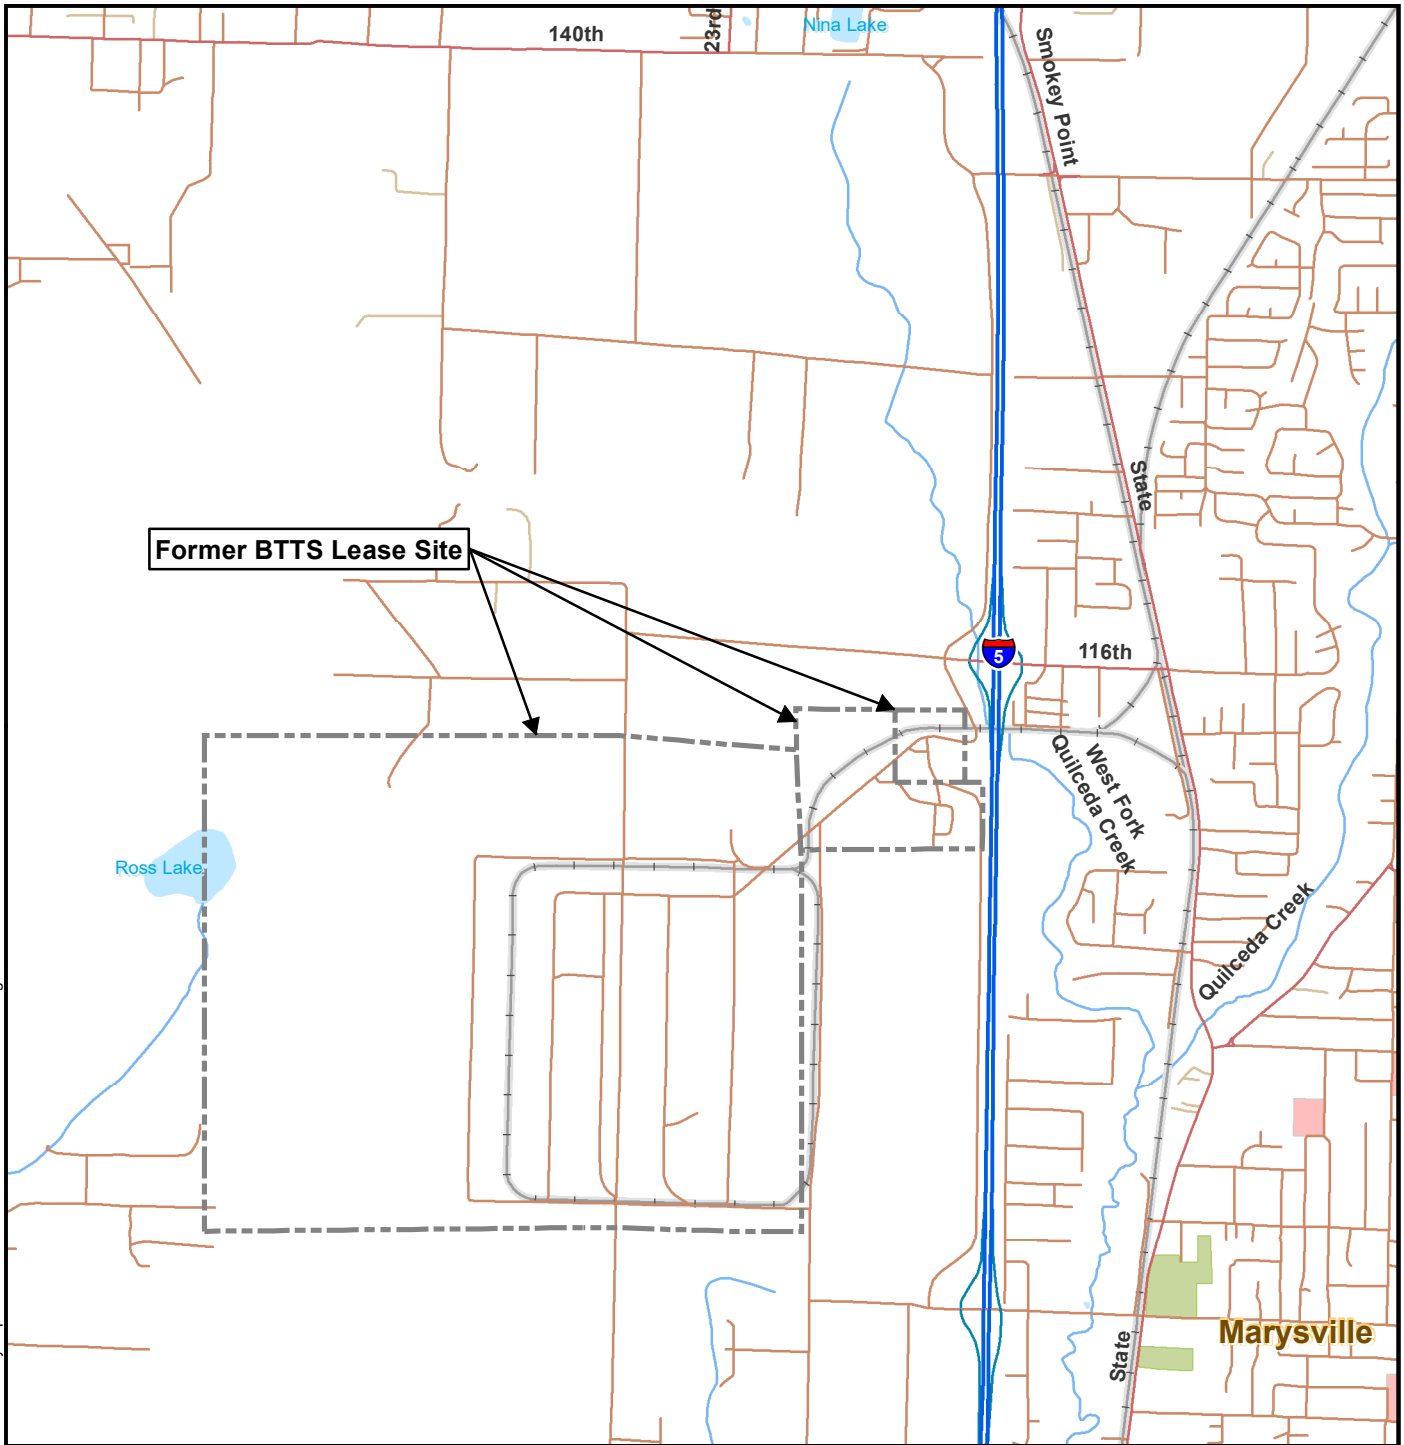 140th
23rd
Nina Lake
Smokey Point
State
Former BTTS Lease Site
5
116th
West Fork
Quilceda Creek
Ross Lake
Quilceda Creek
Marysville
State